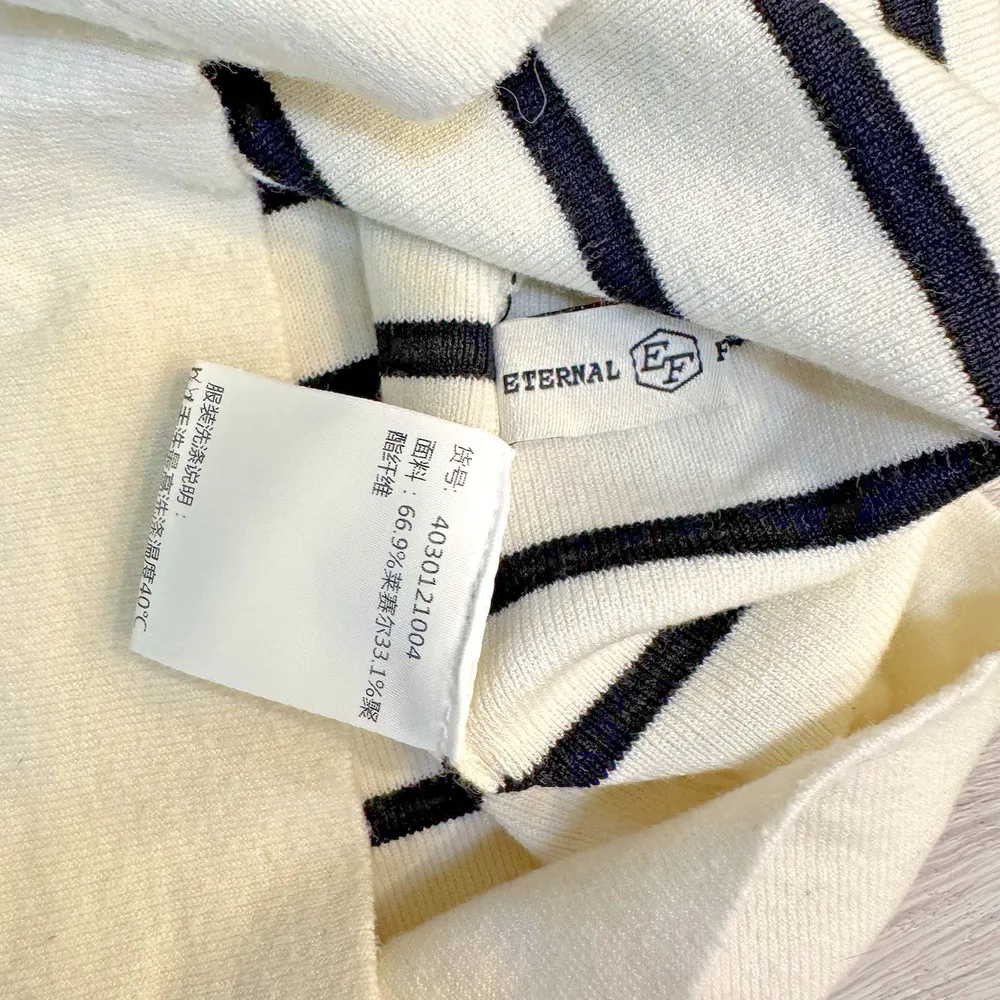 ETERNAL EF F
货号: 4030121004
面料:66.9%莱赛尔33.1%聚
酯纤维
服装洗涤说明:
手洗最高洗涤温度40℃